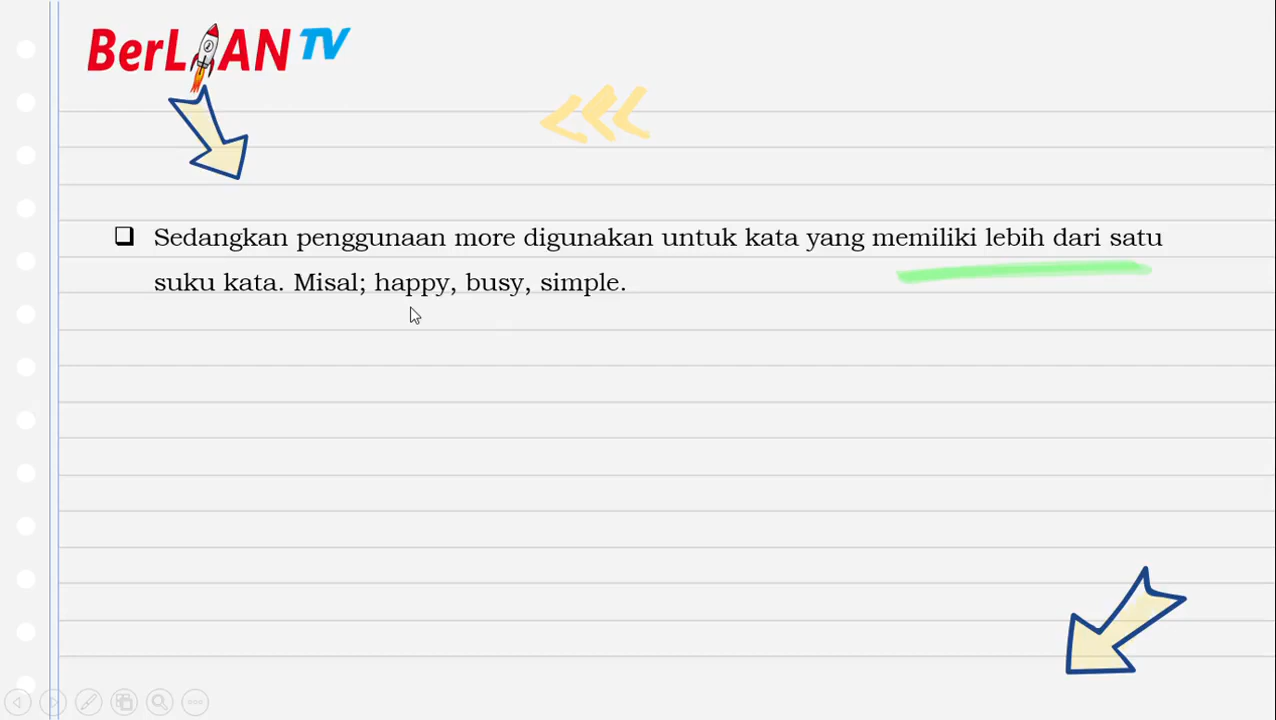 BerLIAN TV
Sedangkan penggunaan more digunakan untuk kata yang memiliki lebih dari satu
suku kata. Misal; happy, busy, simple.